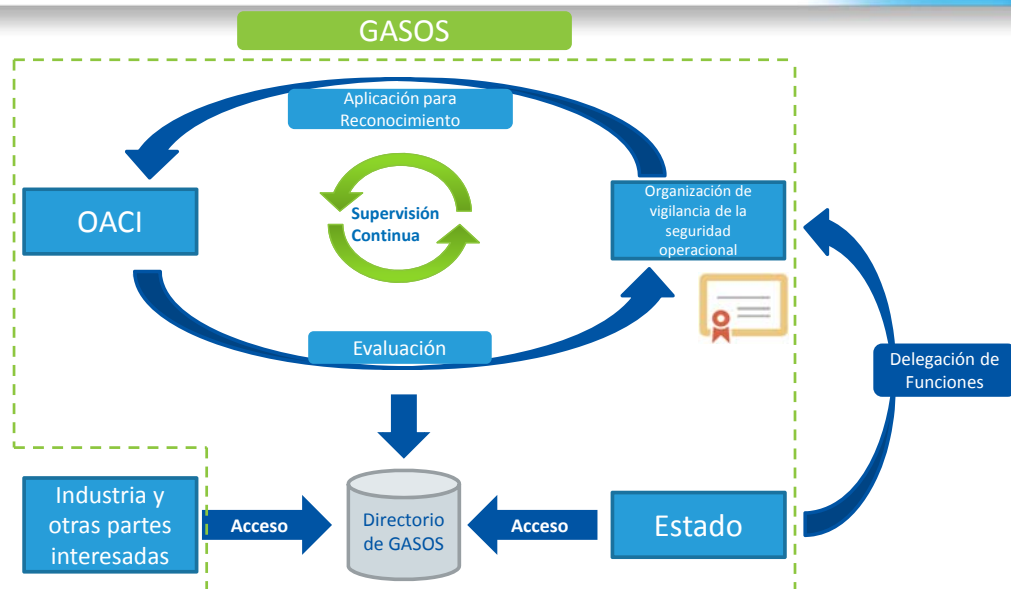 GASOS
Aplicación para
Reconocimiento
OACI
Supervisión
Continua
Organización de
vigilancia de la
seguridad
operacional
Evaluación
Delegación de
Funciones
Industria y
otras partes
interesadas
Acceso
Directorio
de GASOS
Acceso
Estado